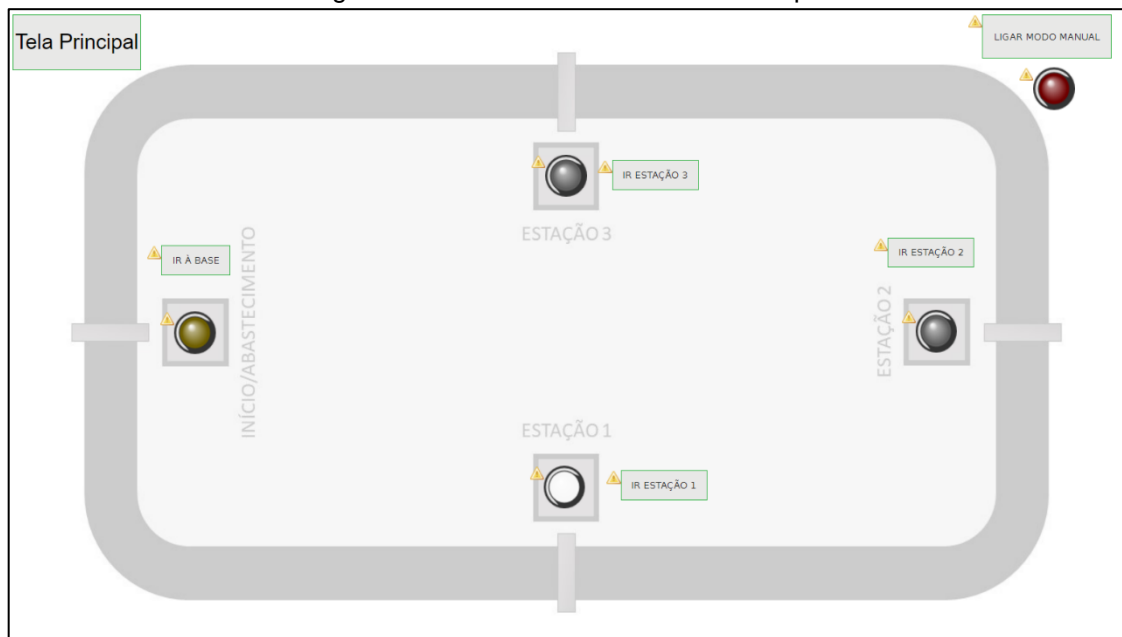 Tela Principal
LIGAR MODO MANUAL
IR ESTAÇÃO 3
ESTAÇÃO 3
IR À BASE
INÍCIO/ABASTECIMENTO
IR ESTAÇÃO 2
ESTAÇÃO 2
ESTAÇÃO 1
IR ESTAÇÃO 1